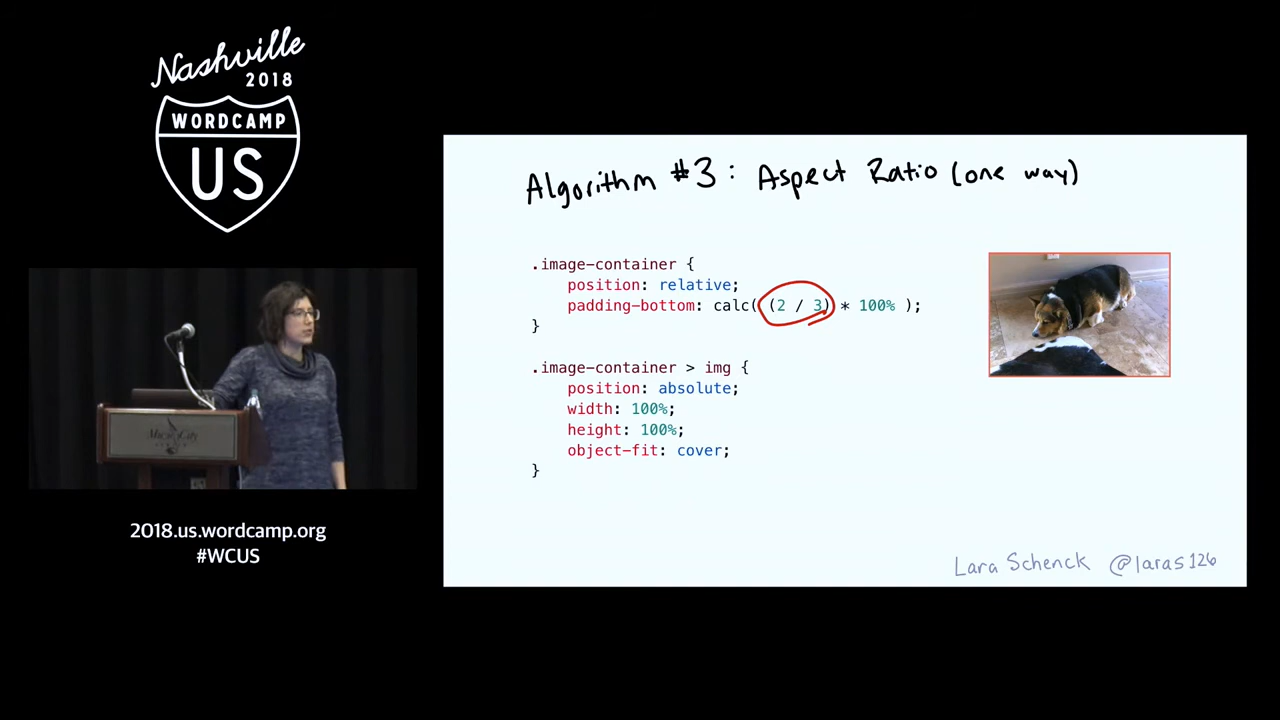 Nashville
2018
WORDCAMP
US
Algorithm #3: Aspect Ratio (one way)
.image-container {
position: relative;
padding-bottom: calc( (2 / 3) * 100% );
}
.image-container > img {
position: absolute;
width: 100%;
height: 100%;
object-fit: cover;
}
2018.us.wordcamp.org
#WCUS
Lara Schenck @laras126